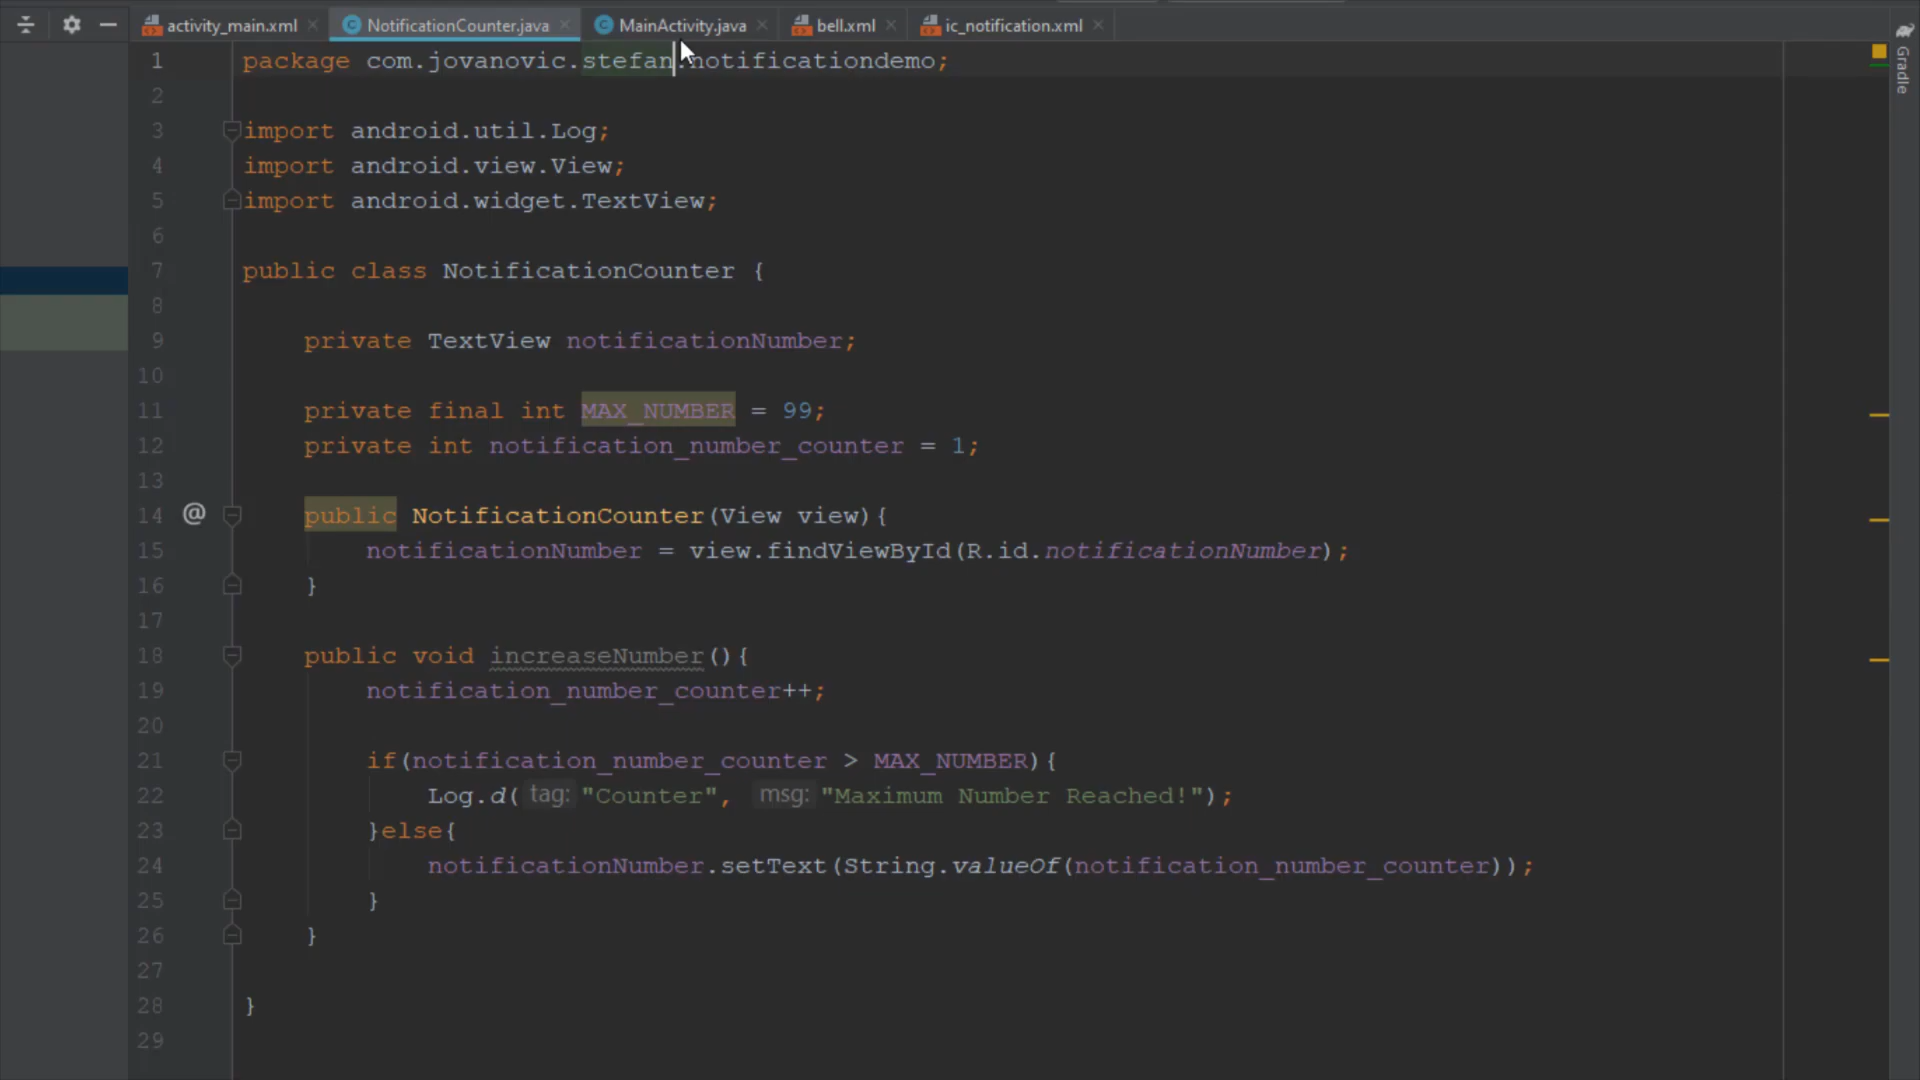 activity_main.xml NotificationCounter.java MainActivity.java bell.xml ic_notification.xml
Gradle
1 package com.jovanovic.stefan.notificationdemo;
2
3 import android.util.Log;
4 import android.view.View;
5 import android.widget.TextView;
6
7 public class NotificationCounter {
8
9 private TextView notificationNumber;
10
11 private final int MAX_NUMBER = 99;
12 private int notification_number_counter = 1;
13
14 @ public NotificationCounter(View view){
15 notificationNumber = view.findViewById(R.id.notificationNumber);
16 }
17
18 public void increaseNumber(){
19 notification_number_counter++;
20
21 if(notification_number_counter > MAX_NUMBER){
22 Log.d( tag: "Counter", msg: "Maximum Number Reached!");
23 }else{
24 notificationNumber.setText(String.valueOf(notification_number_counter));
25 }
26 }
27
28 }
29